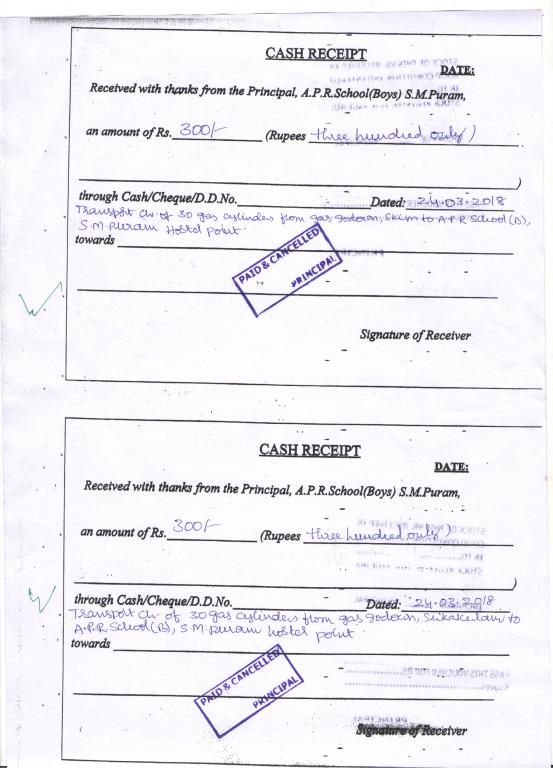 CASH RECEIPT
DATE:
Received with thanks from the Principal, A.P.R.School(Boys) S.M.Puram,
an amount of Rs. 300/- (Rupees three hundred only)
)
through Cash/Cheque/D.D.No. Dated: 24.03.2018
Transport Ch. of 30 gas cylinders from gas godown, SKLM to A.P.R School (B),
S.M.Puram Hostel point.
towards
PAID & CANCELLED
PRINCIPAL
Signature of Receiver
CASH RECEIPT
DATE:
Received with thanks from the Principal, A.P.R.School(Boys) S.M.Puram,
an amount of Rs. 300/- (Rupees three hundred only)
)
through Cash/Cheque/D.D.No. Dated: 24.03.2018
Transport Ch. of 30 gas cylinders from gas godown, Srikakulam to
A.P.R School(B), S.M.puram hostel point.
towards
PAID & CANCELLED
PRINCIPAL
Signature of Receiver